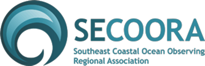 SECOORA
Southeast Coastal Ocean Observing
Regional Association